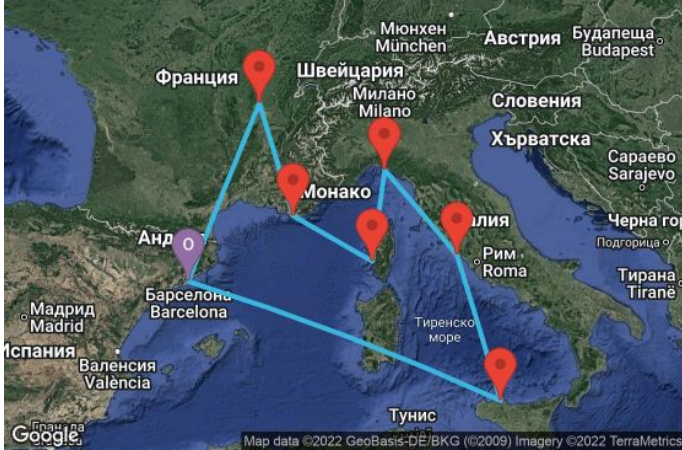 Мюнхен
München
Австрия
Будапеща
Budapest
Франция
Швейцария
Милано
Milano
Словения
Хърватска
Сараево
Sarajevo
Монако
алия
Черна гор
Подгорица
Анд
O
Рим
Roma
Тирана
Tiranë
Барселона
Barcelona
Мадрид
Madrid
Тиренско
море
Испания
Валенсия
València
Тунис
Google
Map data ©2022 GeoBasis-DE/BKG (©2009) Imagery ©2022 TerraMetrics